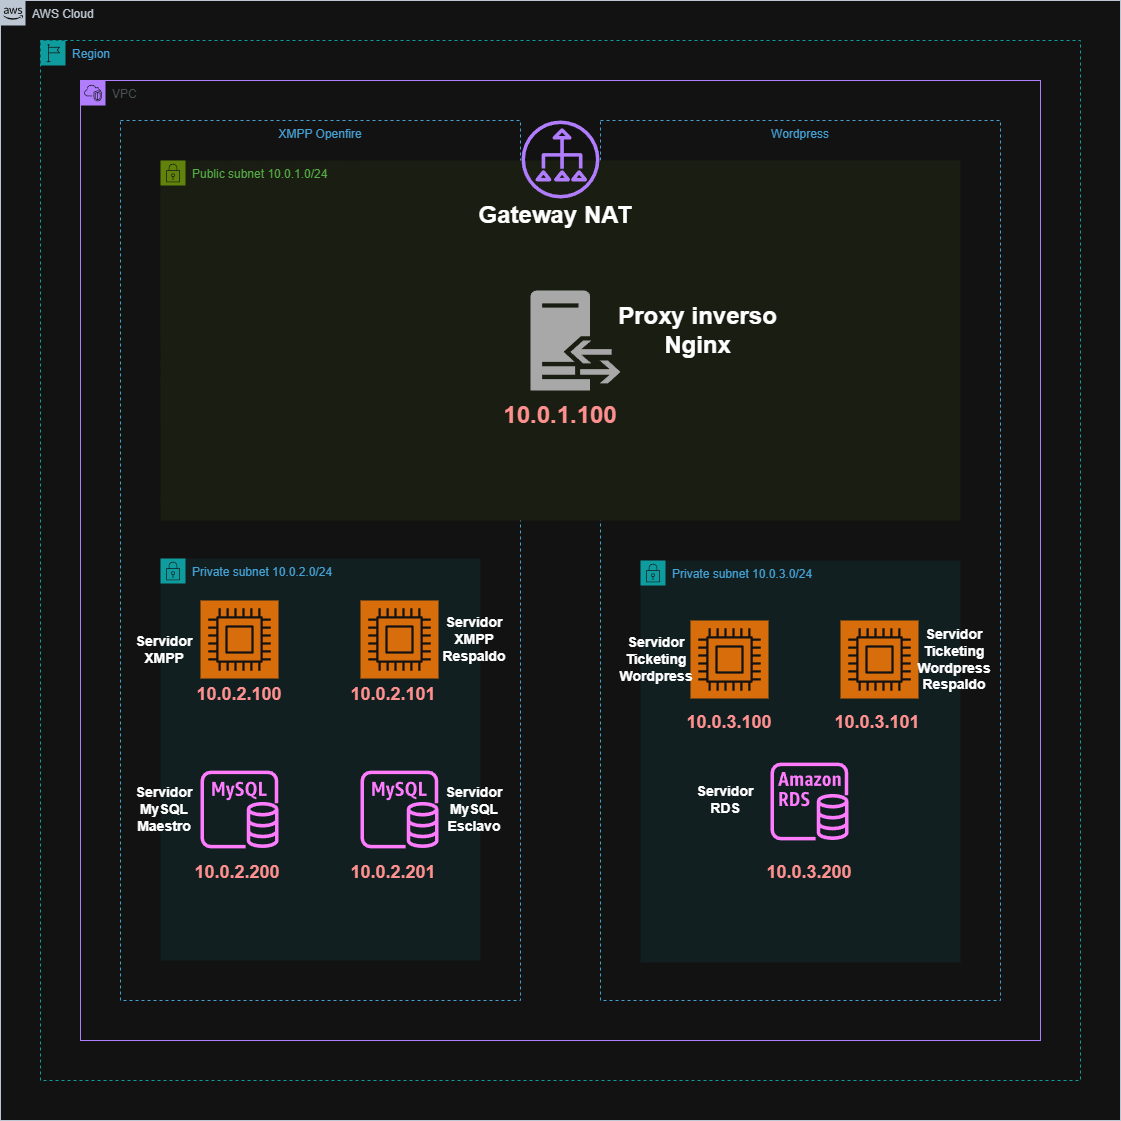 aws
AWS Cloud
Region
VPC
XMPP Openfire
Wordpress
Public subnet 10.0.1.0/24
Gateway NAT
Proxy inverso
Nginx
10.0.1.100
Private subnet 10.0.2.0/24
Servidor
XMPP
10.0.2.100
Servidor
XMPP
Respaldo
10.0.2.101
Servidor
MySQL
Maestro
MySQL
10.0.2.200
MySQL
Servidor
MySQL
Esclavo
10.0.2.201
Private subnet 10.0.3.0/24
Servidor
Ticketing
Wordpress
10.0.3.100
Servidor
Ticketing
Wordpress
Respaldo
10.0.3.101
Servidor
RDS
Amazon
RDS
10.0.3.200